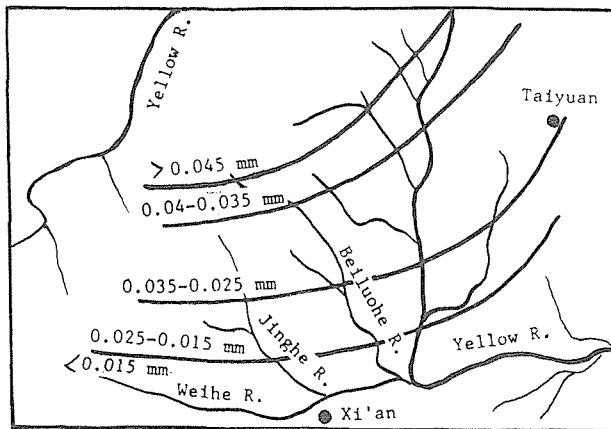 Yellow R.
Taiyuan
> 0.045 mm
0.04-0.035 mm
Beiluohe R.
0.035-0.025 mm
Jinghe R.
0.025-0.015 mm
Yellow R.
<0.015 mm
Weihe R.
Xi'an